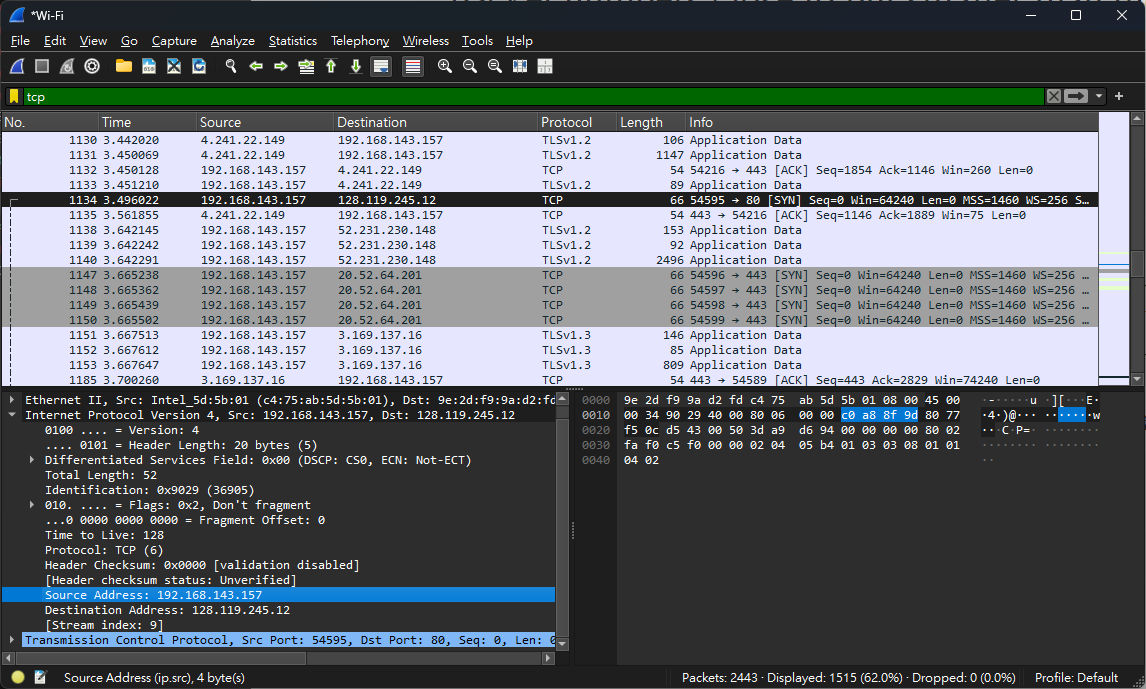 *Wi-Fi
File Edit View Go Capture Analyze Statistics Telephony Wireless Tools Help
tcp
No. Time Source Destination Protocol Length Info
1130 3.442020 4.241.22.149 192.168.143.157 TLSv1.2 106 Application Data
1131 3.450069 4.241.22.149 192.168.143.157 TLSv1.2 1147 Application Data
1132 3.450128 192.168.143.157 4.241.22.149 TCP 54 54216 → 443 [ACK] Seq=1854 Ack=1146 Win=260 Len=0
1133 3.451210 192.168.143.157 4.241.22.149 TLSv1.2 89 Application Data
1134 3.496022 192.168.143.157 128.119.245.12 TCP 66 54595 → 80 [SYN] Seq=0 Win=64240 Len=0 MSS=1460 WS=256 S…
1135 3.561855 4.241.22.149 192.168.143.157 TCP 54 443 → 54216 [ACK] Seq=1146 Ack=1889 Win=75 Len=0
1138 3.642145 192.168.143.157 52.231.230.148 TLSv1.2 153 Application Data
1139 3.642242 192.168.143.157 52.231.230.148 TLSv1.2 92 Application Data
1140 3.642291 192.168.143.157 52.231.230.148 TLSv1.2 2496 Application Data
1147 3.665238 192.168.143.157 20.52.64.201 TCP 66 54596 → 443 [SYN] Seq=0 Win=64240 Len=0 MSS=1460 WS=256 …
1148 3.665362 192.168.143.157 20.52.64.201 TCP 66 54597 → 443 [SYN] Seq=0 Win=64240 Len=0 MSS=1460 WS=256 …
1149 3.665439 192.168.143.157 20.52.64.201 TCP 66 54598 → 443 [SYN] Seq=0 Win=64240 Len=0 MSS=1460 WS=256 …
1150 3.665502 192.168.143.157 20.52.64.201 TCP 66 54599 → 443 [SYN] Seq=0 Win=64240 Len=0 MSS=1460 WS=256 …
1151 3.667513 192.168.143.157 3.169.137.16 TLSv1.3 146 Application Data
1152 3.667612 192.168.143.157 3.169.137.16 TLSv1.3 85 Application Data
1153 3.667647 192.168.143.157 3.169.137.16 TLSv1.3 809 Application Data
1185 3.700260 3.169.137.16 192.168.143.157 TCP 54 443 → 54589 [ACK] Seq=443 Ack=2829 Win=74240 Len=0
Ethernet II, Src: Intel_5d:5b:01 (c4:75:ab:5d:5b:01), Dst: 9e:2d:f9:9a:d2:fd
Internet Protocol Version 4, Src: 192.168.143.157, Dst: 128.119.245.12
0100 .... = Version: 4
.... 0101 = Header Length: 20 bytes (5)
Differentiated Services Field: 0x00 (DSCP: CS0, ECN: Not-ECT)
Total Length: 52
Identification: 0x9029 (36905)
010. .... = Flags: 0x2, Don't fragment
...0 0000 0000 0000 = Fragment Offset: 0
Time to Live: 128
Protocol: TCP (6)
Header Checksum: 0x0000 [validation disabled]
[Header checksum status: Unverified]
Source Address: 192.168.143.157
Destination Address: 128.119.245.12
[Stream index: 9]
Transmission Control Protocol, Src Port: 54595, Dst Port: 80, Seq: 0, Len: 0
0000 9e 2d f9 9a d2 fd c4 75 ab 5d 5b 01 08 00 45 00 ·-·····u ·][···E·
0010 00 34 90 29 40 00 80 06 00 00 c0 a8 8f 9d 80 77 ·4·)@··· ·······w
0020 f5 0c d5 43 00 50 3d a9 d6 94 00 00 00 00 80 02 ···C·P=· ········
0030 fa f0 c5 f0 00 00 02 04 05 b4 01 03 03 08 01 01 ········ ········
0040 04 02 ··
Source Address (ip.src), 4 byte(s)
Packets: 2443 · Displayed: 1515 (62.0%) · Dropped: 0 (0.0%)
Profile: Default